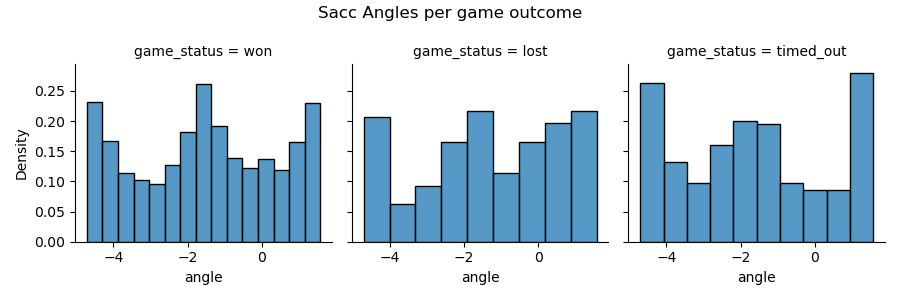 Sacc Angles per game outcome
game_status = won
game_status = lost
game_status = timed_out
Density
0.25
0.20
0.15
0.10
0.05
0.00
−4
−2
0
−4
−2
0
−4
−2
0
angle
angle
angle